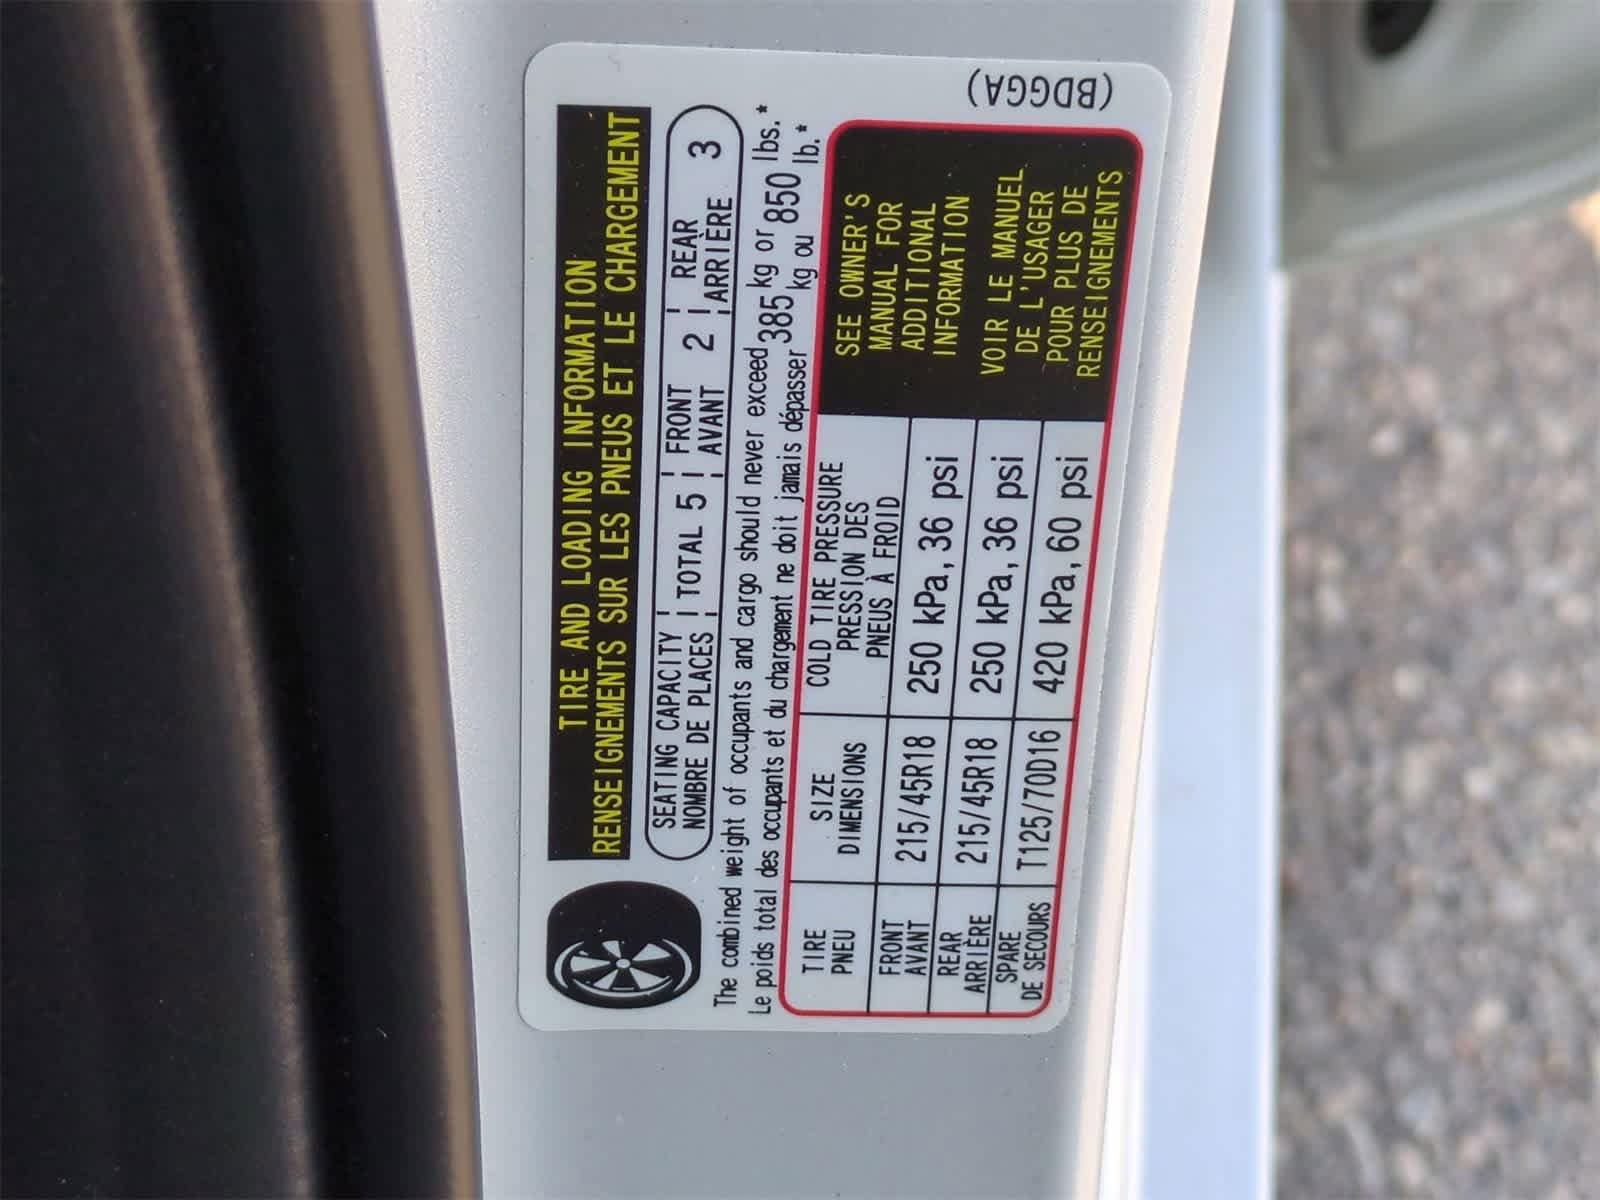 TIRE AND LOADING INFORMATION
RENSEIGNEMENTS SUR LES PNEUS ET LE CHARGEMENT
SEATING CAPACITY TOTAL 5 FRONT 2 REAR 3
NOMBRE DE PLACES AVANT ARRIÈRE
The combined weight of occupants and cargo should never exceed 385 kg or 850 lbs.*
Le poids total des occupants et du chargement ne doit jamais dépasser kg ou lb.*
TIRE
PNEU
SIZE
DIMENSIONS
COLD TIRE PRESSURE
PRESSION DES
PNEUS À FROID
FRONT
AVANT
215/45R18
250 kPa, 36 psi
REAR
ARRIÈRE
215/45R18
250 kPa, 36 psi
SPARE
DE SECOURS
T125/70D16
420 kPa, 60 psi
SEE OWNER'S
MANUAL FOR
ADDITIONAL
INFORMATION
VOIR LE MANUEL
DE L'USAGER
POUR PLUS DE
RENSEIGNEMENTS
(BDGGA)